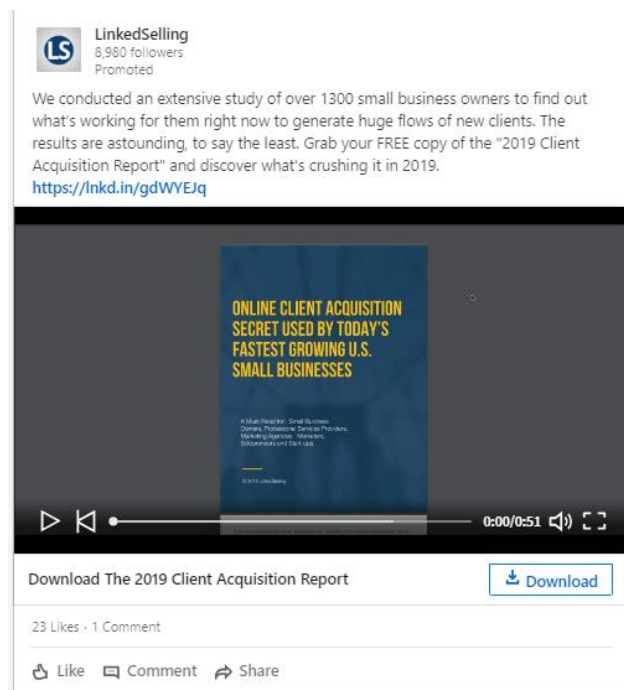 LS
LinkedSelling
8,980 followers
Promoted
We conducted an extensive study of over 1300 small business owners to find out
what's working for them right now to generate huge flows of new clients. The
results are astounding, to say the least. Grab your FREE copy of the "2019 Client
Acquisition Report" and discover what's crushing it in 2019.
https://lnkd.in/gdWYEJq
ONLINE CLIENT ACQUISITION
SECRET USED BY TODAY'S
FASTEST GROWING U.S.
SMALL BUSINESSES
A Must-Read for: Small Business
Owners, Professional Services Providers,
Marketing Agencies, Marketers,
Solopreneurs and Start-ups.
LinkedSelling
0:00/0:51
Download The 2019 Client Acquisition Report
Download
23 Likes · 1 Comment
Like Comment Share